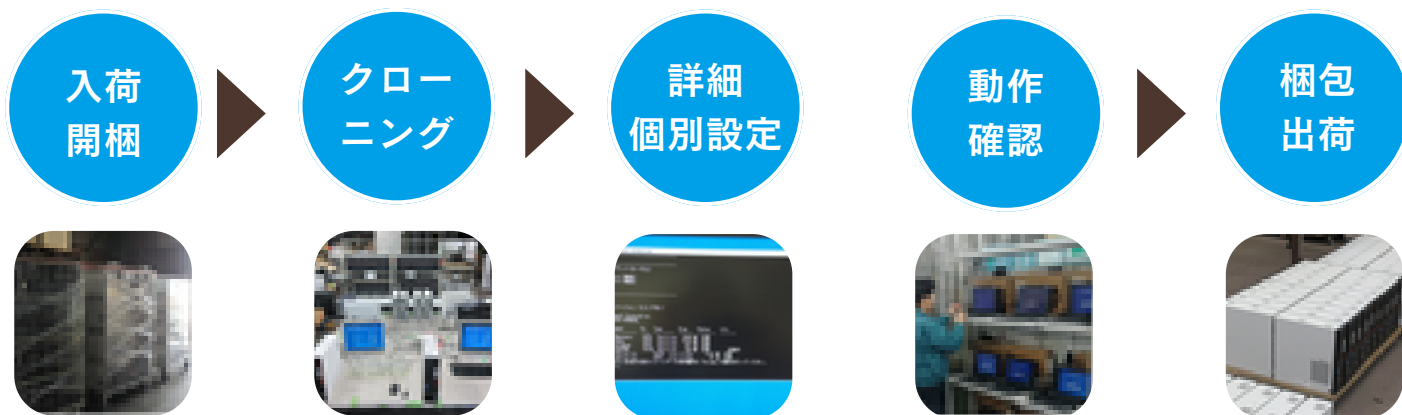 入荷
開梱
クロー
ニング
詳細
個別設定
動作
確認
梱包
出荷